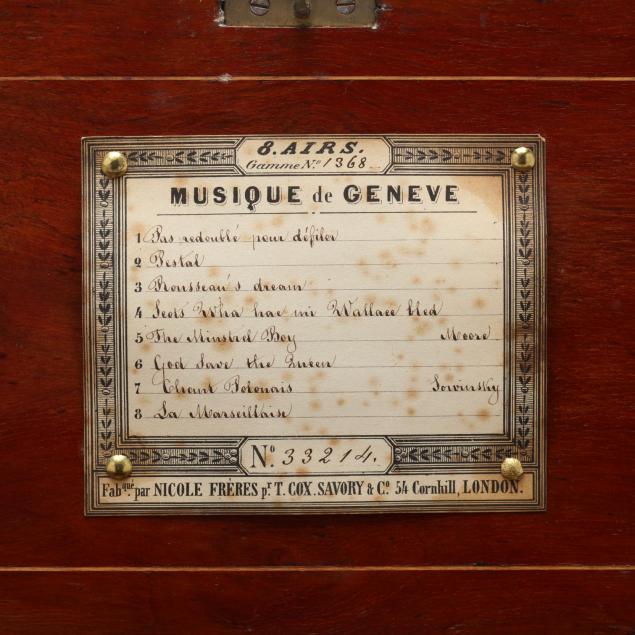 8. AIRS.
Gamme No. 1368
MUSIQUE de GENEVE
1 Pas redoublé pour défiler
2 Vestal
3 Rousseau's dream
4 Scots Wha hae wi Wallace bled
5 The Minstrel Boy Moore
6 God Save the Queen
7 Chant Polonais Sowinsky
8 La Marseillaise
No. 33214.
Fabqué. par NICOLE FRÈRES pr T. COX. SAVORY & Co. 54 Cornhill, LONDON.